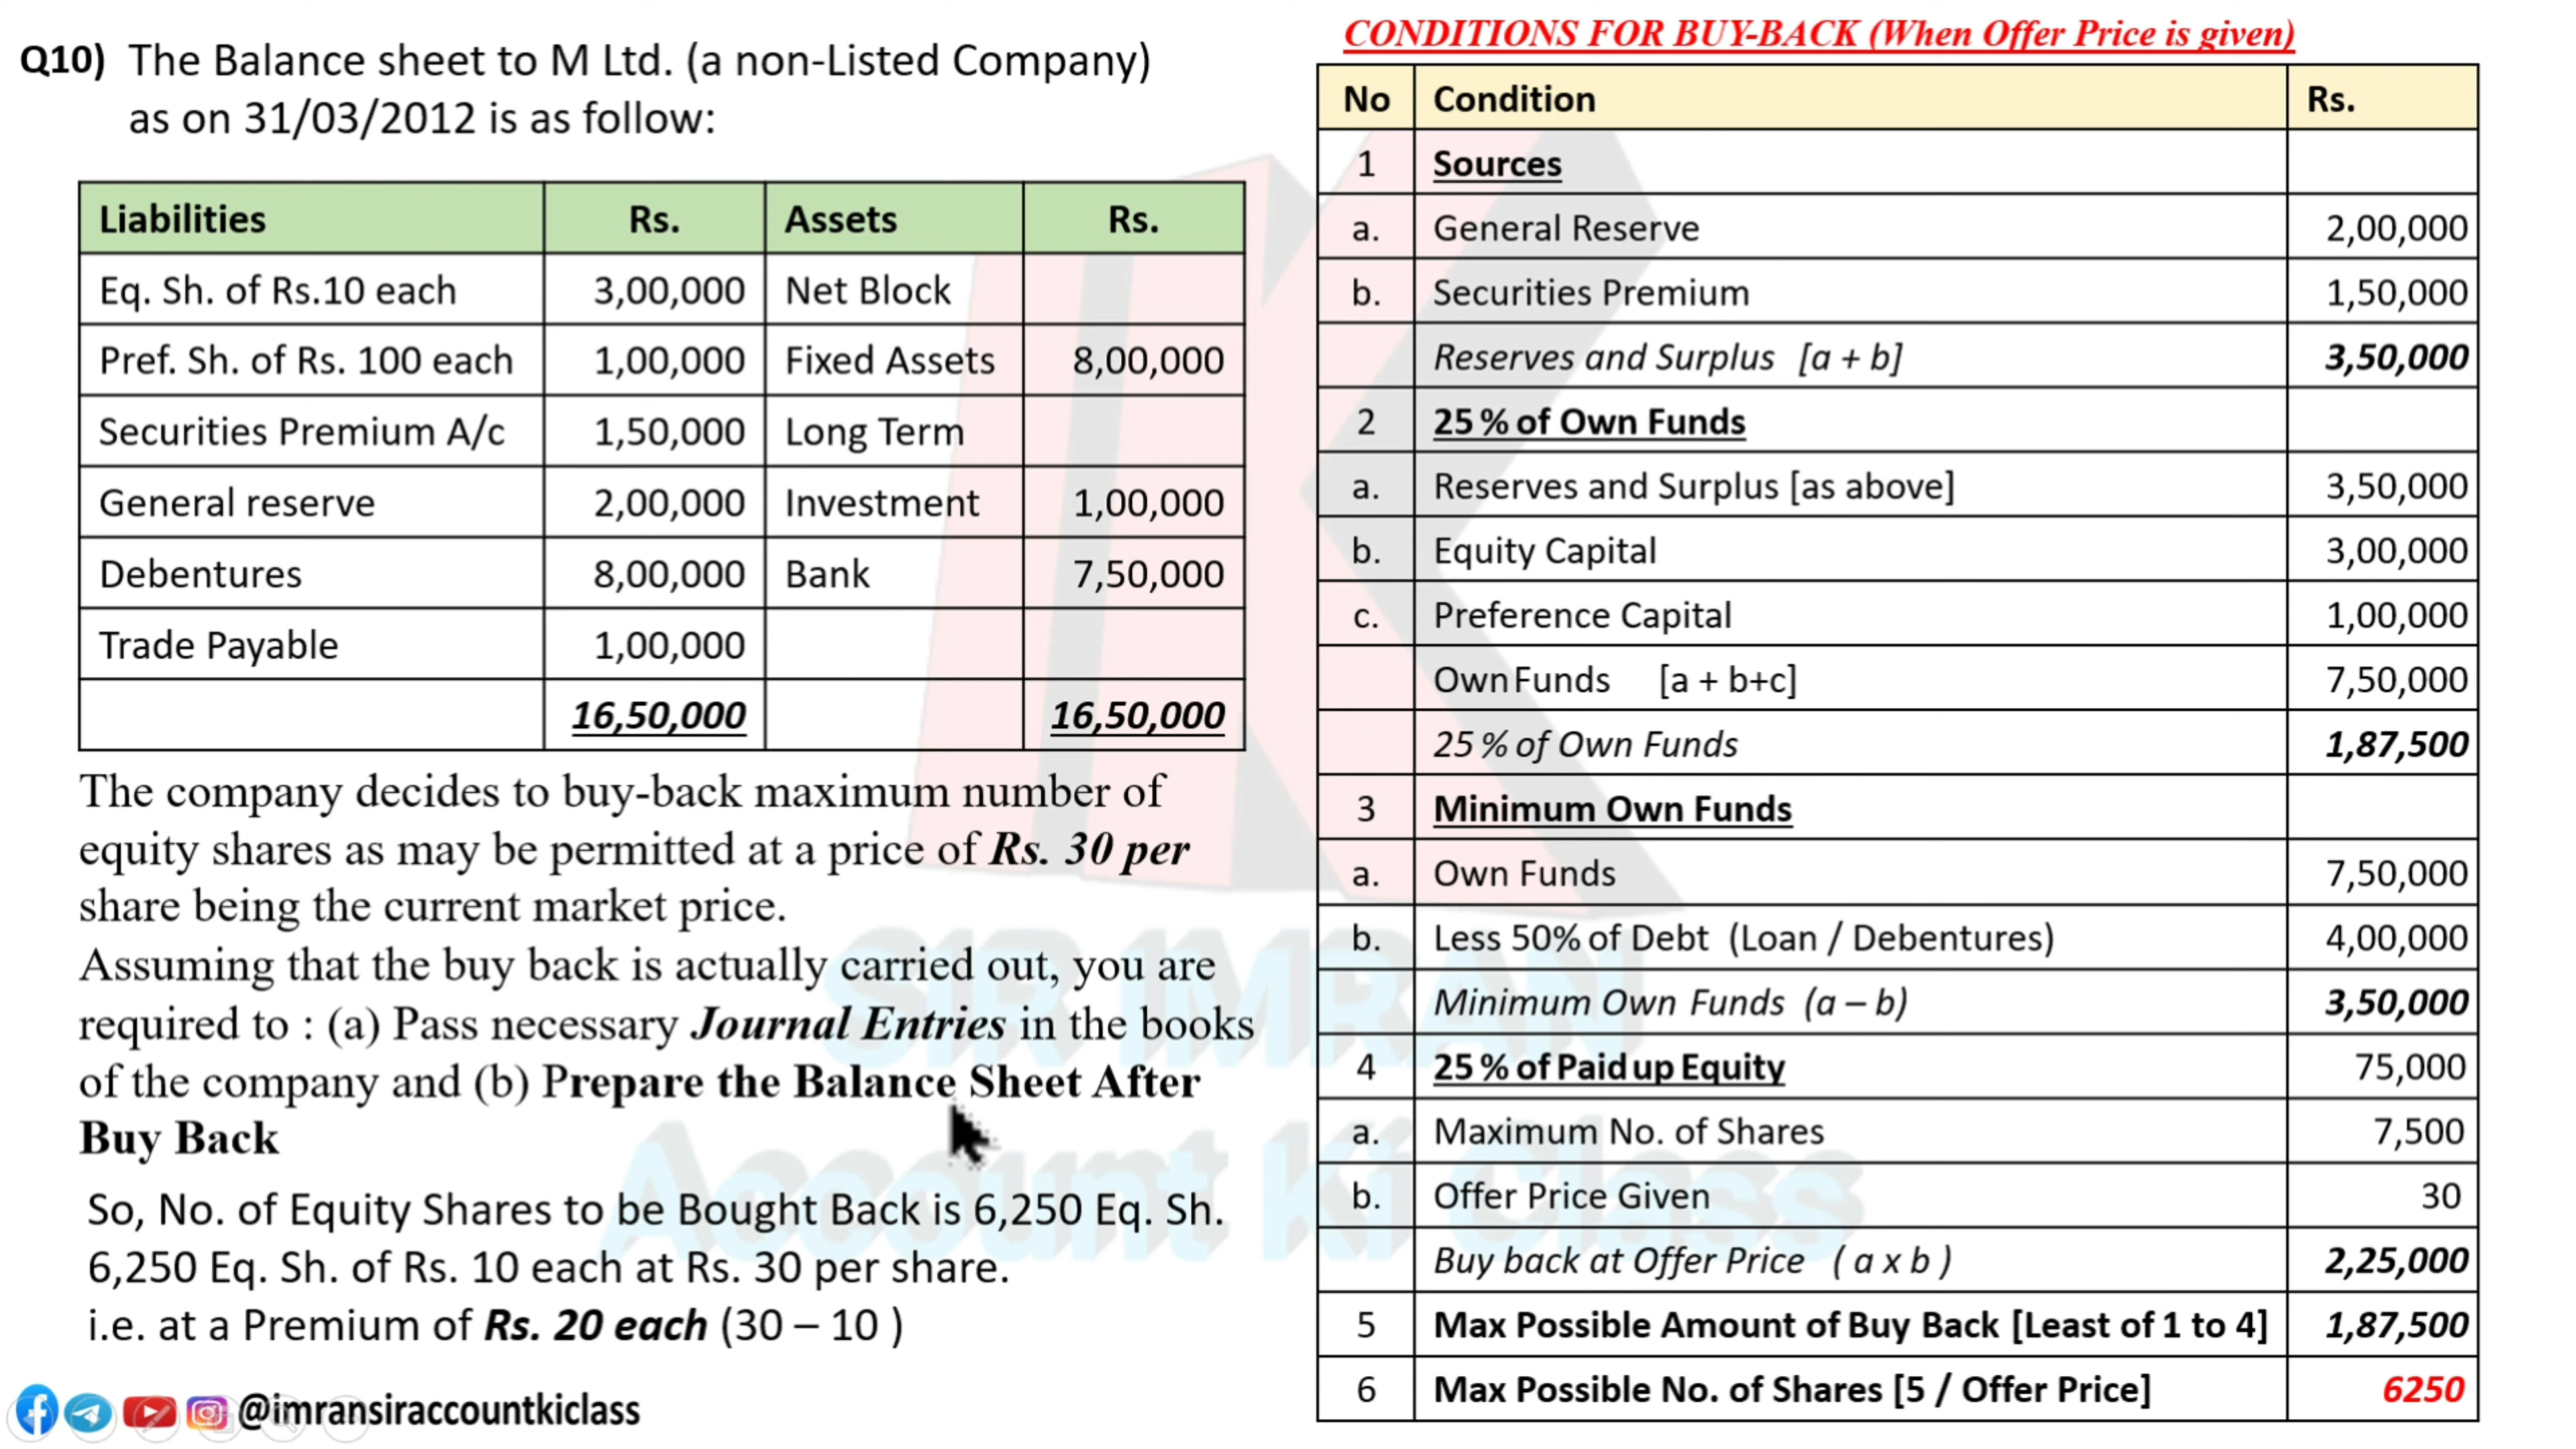 Q10) The Balance sheet to M Ltd. (a non-Listed Company)
as on 31/03/2012 is as follow:
Liabilities Rs. Assets Rs.
Eq. Sh. of Rs.10 each 3,00,000 Net Block
Pref. Sh. of Rs. 100 each 1,00,000 Fixed Assets 8,00,000
Securities Premium A/c 1,50,000 Long Term
General reserve 2,00,000 Investment 1,00,000
Debentures 8,00,000 Bank 7,50,000
Trade Payable 1,00,000
16,50,000 16,50,000
The company decides to buy-back maximum number of
equity shares as may be permitted at a price of Rs. 30 per
share being the current market price.
Assuming that the buy back is actually carried out, you are
required to : (a) Pass necessary Journal Entries in the books
of the company and (b) Prepare the Balance Sheet After
Buy Back
So, No. of Equity Shares to be Bought Back is 6,250 Eq. Sh.
6,250 Eq. Sh. of Rs. 10 each at Rs. 30 per share.
i.e. at a Premium of Rs. 20 each (30 – 10 )
@imransiraccountkiclass
CONDITIONS FOR BUY-BACK (When Offer Price is given)
No Condition Rs.
1 Sources
a. General Reserve 2,00,000
b. Securities Premium 1,50,000
Reserves and Surplus [a + b] 3,50,000
2 25 % of Own Funds
a. Reserves and Surplus [as above] 3,50,000
b. Equity Capital 3,00,000
c. Preference Capital 1,00,000
Own Funds [a + b+c] 7,50,000
25 % of Own Funds 1,87,500
3 Minimum Own Funds
a. Own Funds 7,50,000
b. Less 50% of Debt (Loan / Debentures) 4,00,000
Minimum Own Funds (a – b) 3,50,000
4 25 % of Paid up Equity 75,000
a. Maximum No. of Shares 7,500
b. Offer Price Given 30
Buy back at Offer Price ( a x b ) 2,25,000
5 Max Possible Amount of Buy Back [Least of 1 to 4] 1,87,500
6 Max Possible No. of Shares [5 / Offer Price] 6250
SIR IMRAN
Account Ki Class